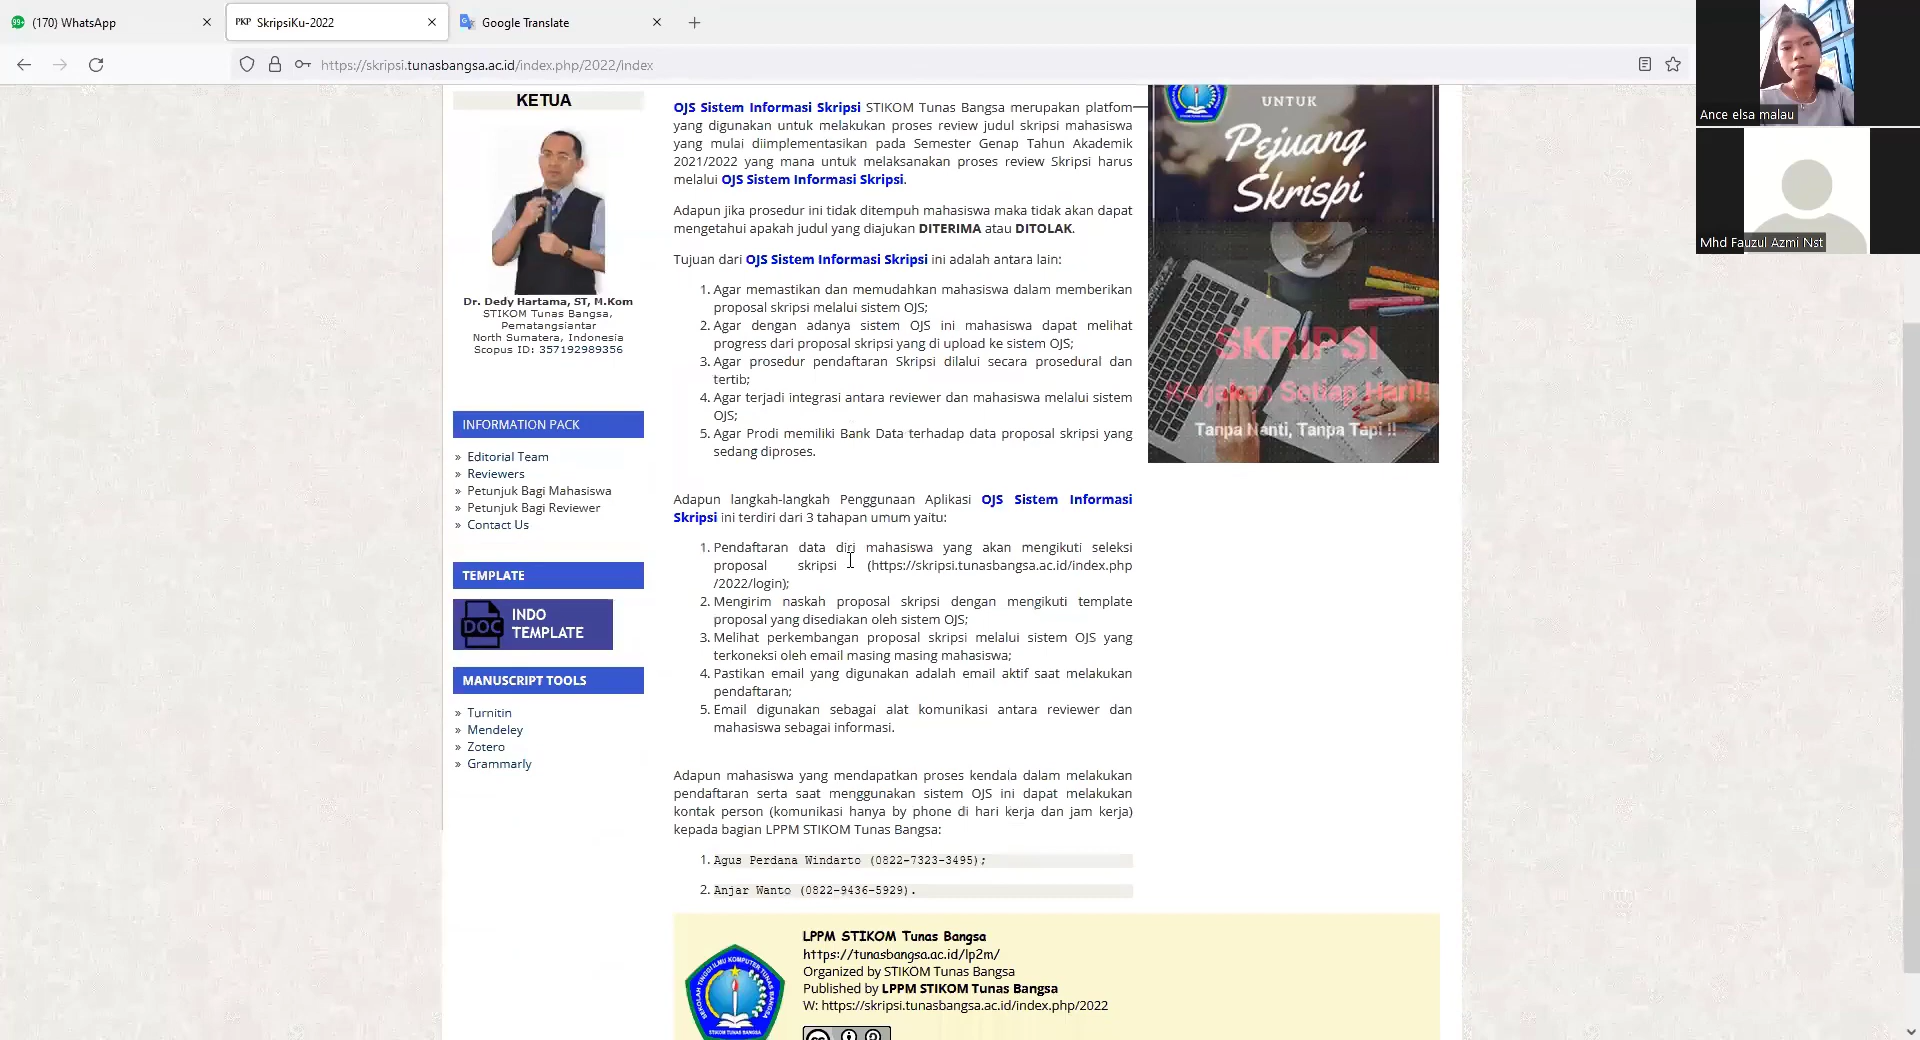 (170) WhatsApp
PKP SkripsiKu-2022
Google Translate
https://skripsi.tunasbangsa.ac.id/index.php/2022/index
KETUA
Dr. Dedy Hartama, ST, M.Kom
STIKOM Tunas Bangsa,
Pematangsiantar
North Sumatera, Indonesia
Scopus ID: 357192989356
INFORMATION PACK
» Editorial Team
» Reviewers
» Petunjuk Bagi Mahasiswa
» Petunjuk Bagi Reviewer
» Contact Us
TEMPLATE
DOC
INDO
TEMPLATE
MANUSCRIPT TOOLS
» Turnitin
» Mendeley
» Zotero
» Grammarly
OJS Sistem Informasi Skripsi STIKOM Tunas Bangsa merupakan platfom
yang digunakan untuk melakukan proses review judul skripsi mahasiswa
yang mulai diimplementasikan pada Semester Genap Tahun Akademik
2021/2022 yang mana untuk melaksanakan proses review Skripsi harus
melalui OJS Sistem Informasi Skripsi.
Adapun jika prosedur ini tidak ditempuh mahasiswa maka tidak akan dapat
mengetahui apakah judul yang diajukan DITERIMA atau DITOLAK.
Tujuan dari OJS Sistem Informasi Skripsi ini adalah antara lain:
1. Agar memastikan dan memudahkan mahasiswa dalam memberikan
proposal skripsi melalui sistem OJS;
2. Agar dengan adanya sistem OJS ini mahasiswa dapat melihat
progress dari proposal skripsi yang di upload ke sistem OJS;
3. Agar prosedur pendaftaran Skripsi dilalui secara prosedural dan
tertib;
4. Agar terjadi integrasi antara reviewer dan mahasiswa melalui sistem
OJS;
5. Agar Prodi memiliki Bank Data terhadap data proposal skripsi yang
sedang diproses.
Adapun langkah-langkah Penggunaan Aplikasi OJS Sistem Informasi
Skripsi ini terdiri dari 3 tahapan umum yaitu:
1. Pendaftaran data diri mahasiswa yang akan mengikuti seleksi
proposal skripsi (https://skripsi.tunasbangsa.ac.id/index.php
/2022/login);
2. Mengirim naskah proposal skripsi dengan mengikuti template
proposal yang disediakan oleh sistem OJS;
3. Melihat perkembangan proposal skripsi melalui sistem OJS yang
terkoneksi oleh email masing masing mahasiswa;
4. Pastikan email yang digunakan adalah email aktif saat melakukan
pendaftaran;
5. Email digunakan sebagai alat komunikasi antara reviewer dan
mahasiswa sebagai informasi.
Adapun mahasiswa yang mendapatkan proses kendala dalam melakukan
pendaftaran serta saat menggunakan sistem OJS ini dapat melakukan
kontak person (komunikasi hanya by phone di hari kerja dan jam kerja)
kepada bagian LPPM STIKOM Tunas Bangsa:
1. Agus Perdana Windarto (0822-7323-3495);
2. Anjar Wanto (0822-9436-5929).
LPPM STIKOM Tunas Bangsa
https://tunasbangsa.ac.id/lp2m/
Organized by STIKOM Tunas Bangsa
Published by LPPM STIKOM Tunas Bangsa
W: https://skripsi.tunasbangsa.ac.id/index.php/2022
UNTUK
Pejuang
Skrispi
SKRIPSI
Kerjakan Setiap Hari!!
Tanpa Nanti, Tanpa Tapi !!
Ance elsa malau
Mhd Fauzul Azmi Nst